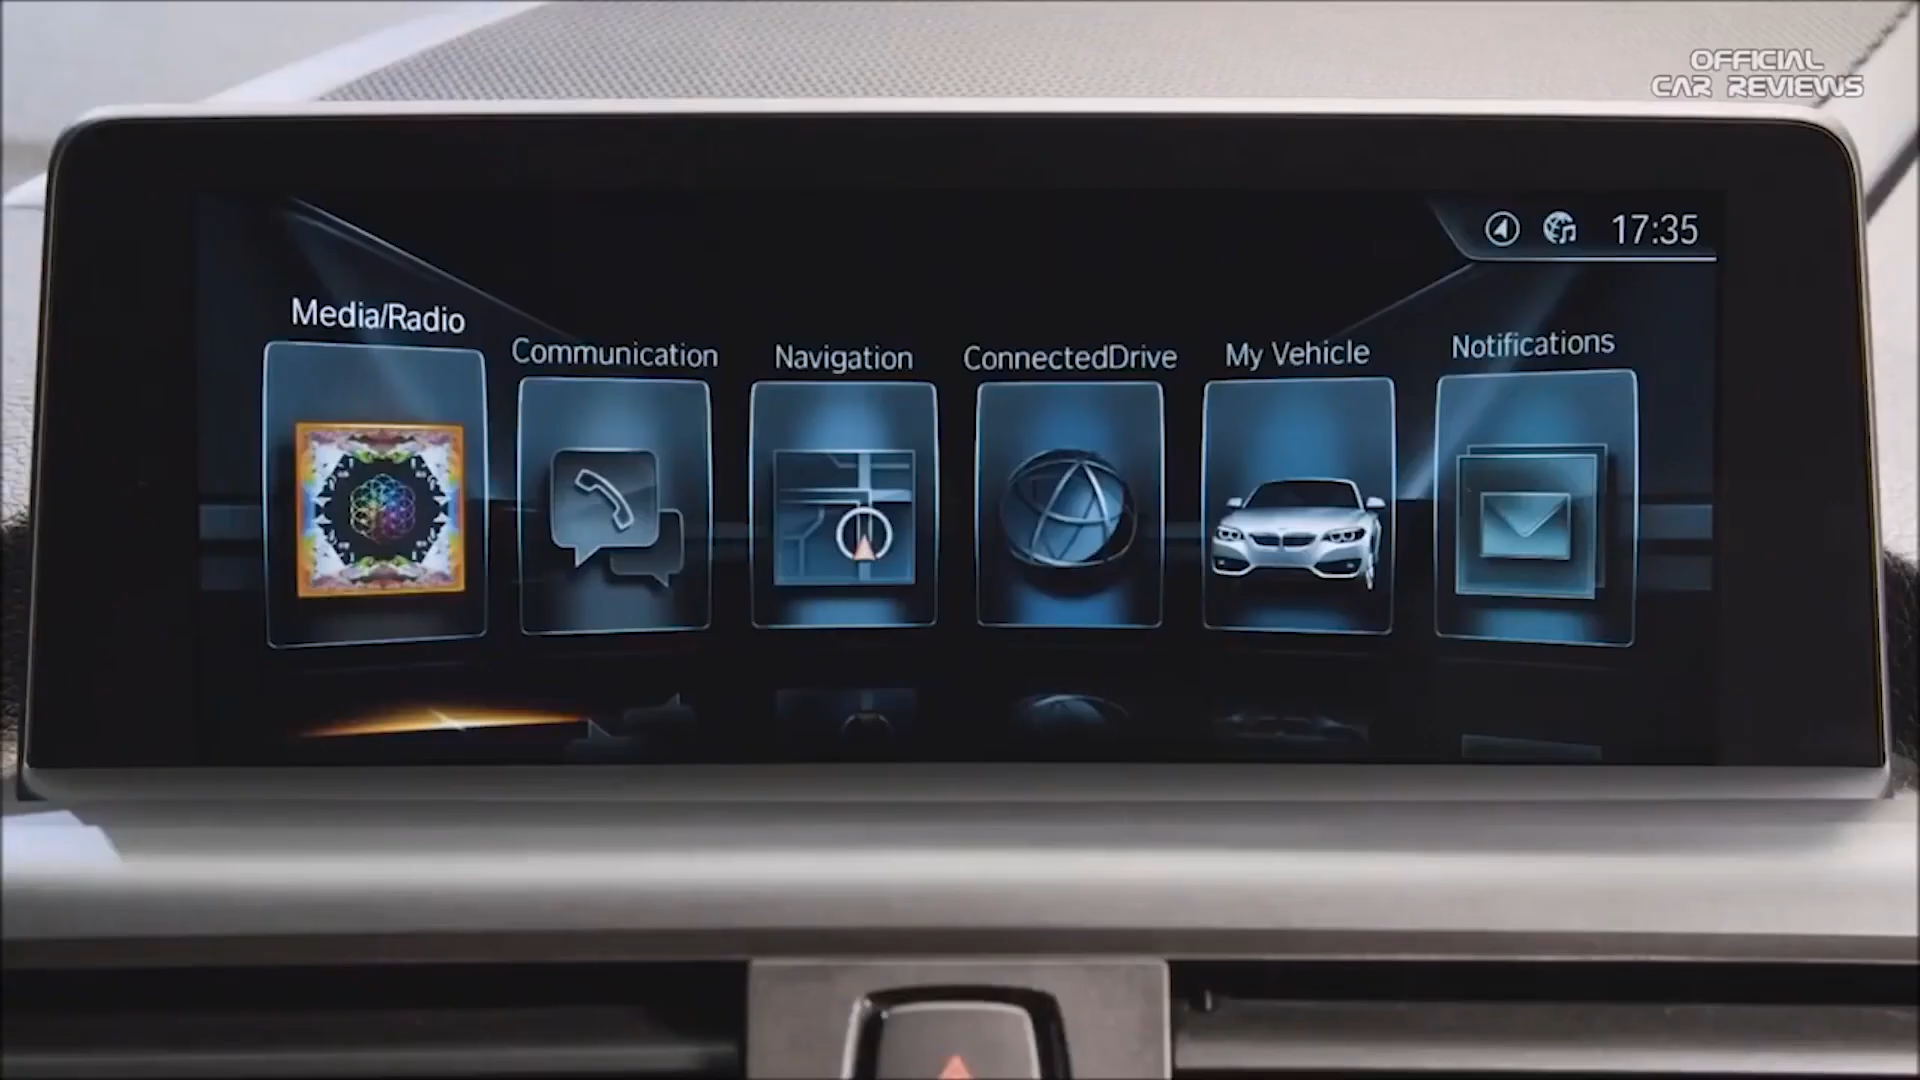 OFFICIAL
CAR REVIEWS
17:35
Media/Radio
Communication
Navigation
ConnectedDrive
My Vehicle
Notifications